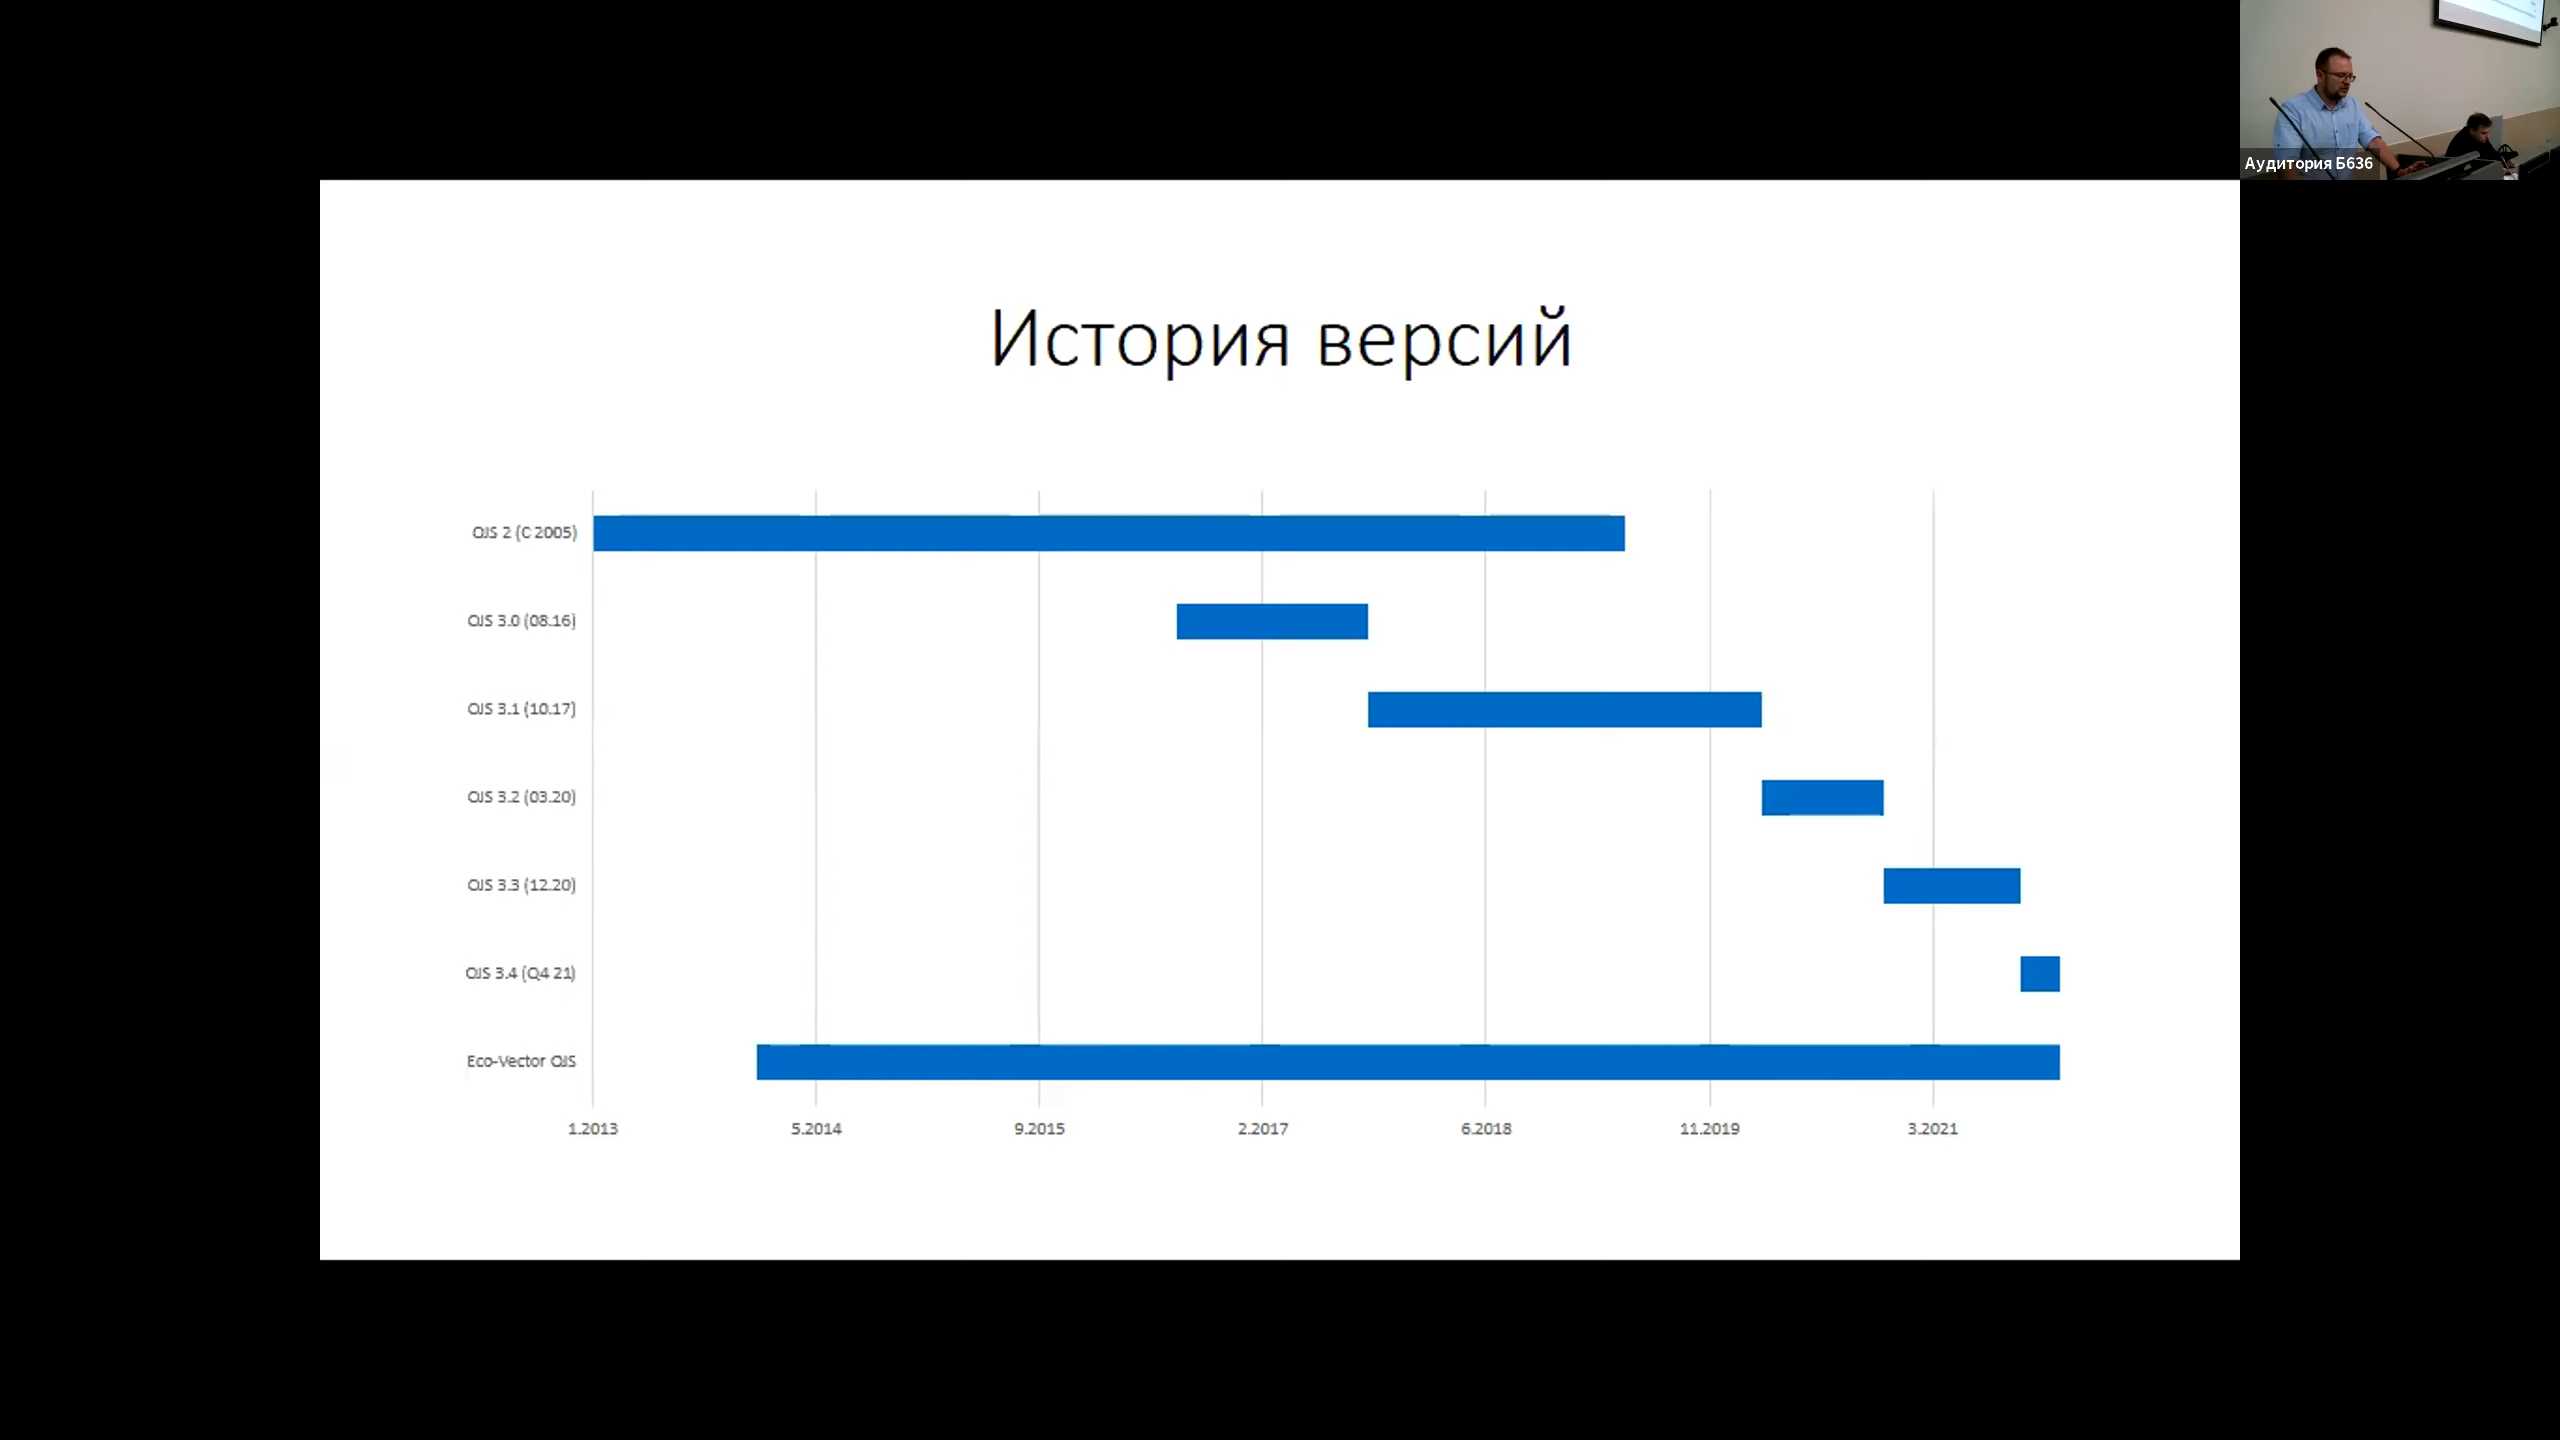 Аудитория Б636
История версий
OJS 2 (С 2005)
OJS 3.0 (08.16)
OJS 3.1 (10.17)
OJS 3.2 (03.20)
OJS 3.3 (12.20)
OJS 3.4 (Q4 21)
Eco-Vector OJS
1.2013 5.2014 9.2015 2.2017 6.2018 11.2019 3.2021